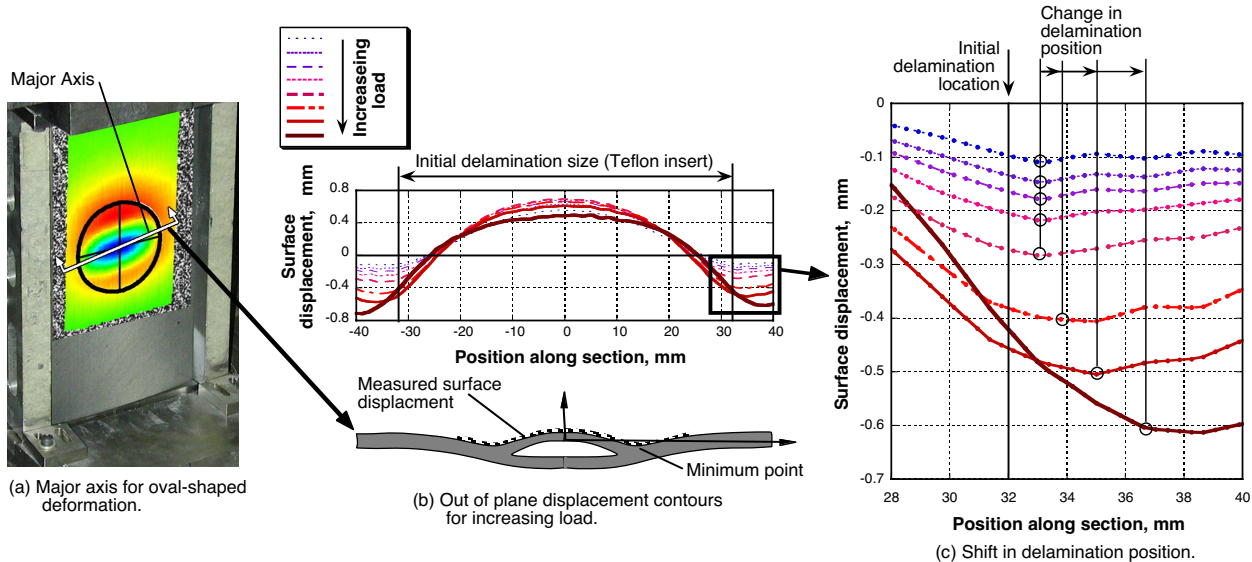 Major Axis
(a) Major axis for oval-shaped
deformation.
Increaseing
load
Initial delamination size (Teflon insert)
Surface
displacement, mm
0.8
0.4
0
-0.4
-0.8
-40 -30 -20 -10 0 10 20 30 40
Position along section, mm
Measured surface
displacment
Minimum point
(b) Out of plane displacement contours
for increasing load.
Change in
delamination
position
Initial
delamination
location
Surface displacement, mm
0
-0.1
-0.2
-0.3
-0.4
-0.5
-0.6
-0.7
28 30 32 34 36 38 40
Position along section, mm
(c) Shift in delamination position.